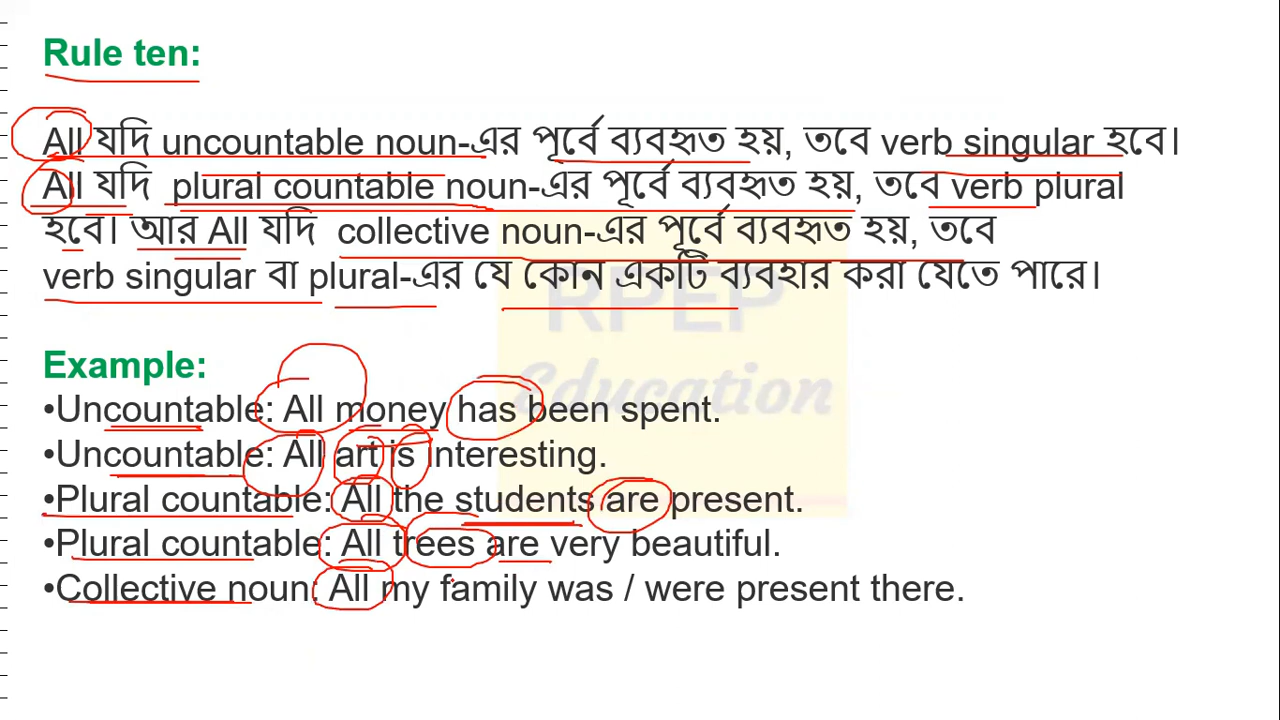 Rule ten:
All যদি uncountable noun-এর পূর্বে ব্যবহৃত হয়, তবে verb singular হবে।
All যদি plural countable noun-এর পূর্বে ব্যবহৃত হয়, তবে verb plural
হবে। আর All যদি collective noun-এর পূর্বে ব্যবহৃত হয়, তবে
verb singular বা plural-এর যে কোন একটি ব্যবহার করা যেতে পারে।
RPEP
Education
Example:
•Uncountable: All money has been spent.
•Uncountable: All art is interesting.
•Plural countable: All the students are present.
•Plural countable: All trees are very beautiful.
•Collective noun: All my family was / were present there.